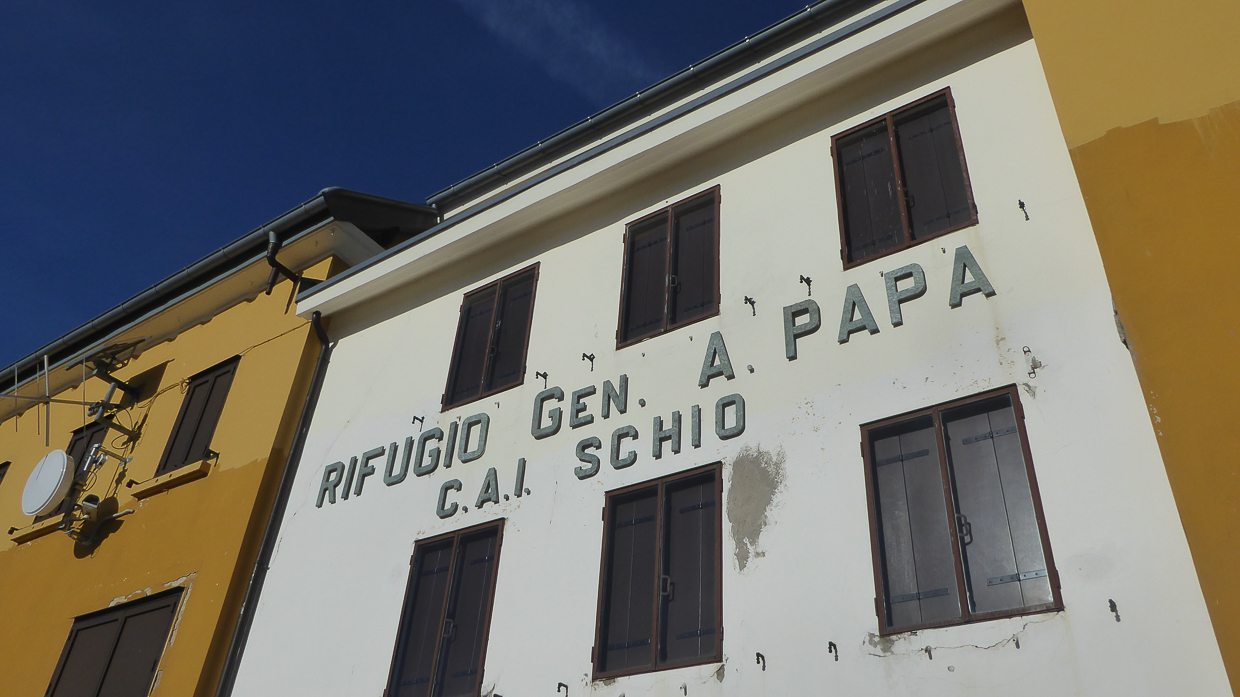 RIFUGIO GEN. A. PAPA
C.A.I. SCHIO